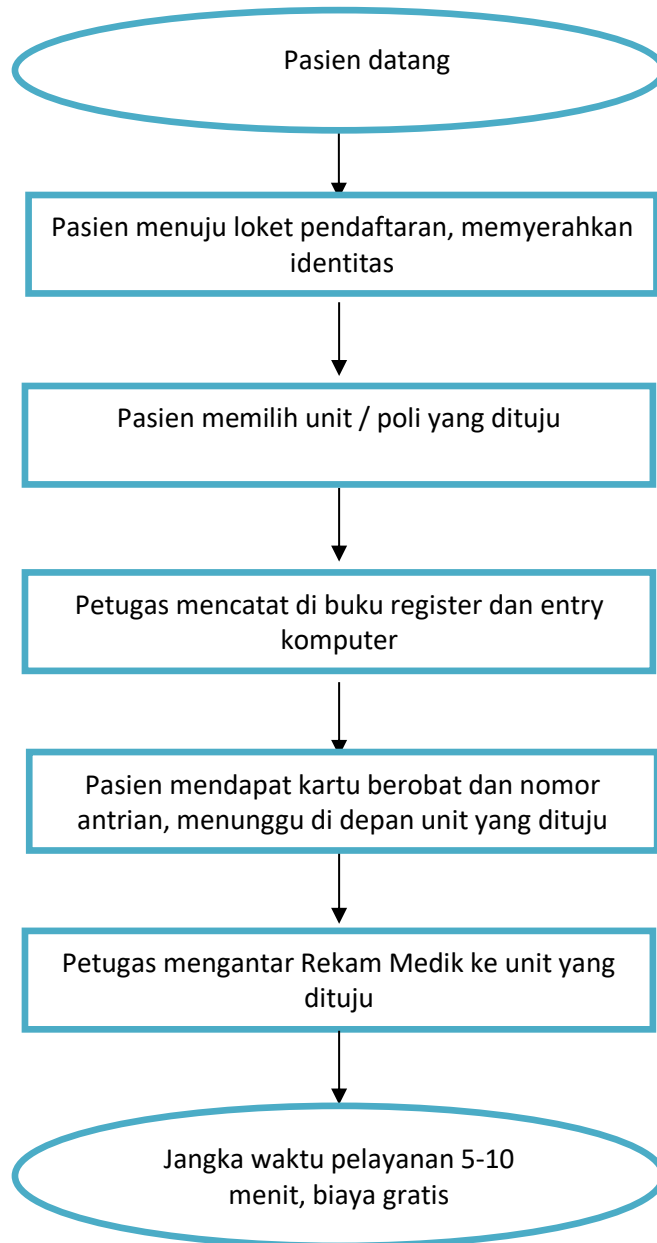 Pasien datang
Pasien menuju loket pendaftaran, memyerahkan
identitas
Pasien memilih unit / poli yang dituju
Petugas mencatat di buku register dan entry
komputer
Pasien mendapat kartu berobat dan nomor
antrian, menunggu di depan unit yang dituju
Petugas mengantar Rekam Medik ke unit yang
dituju
Jangka waktu pelayanan 5-10
menit, biaya gratis